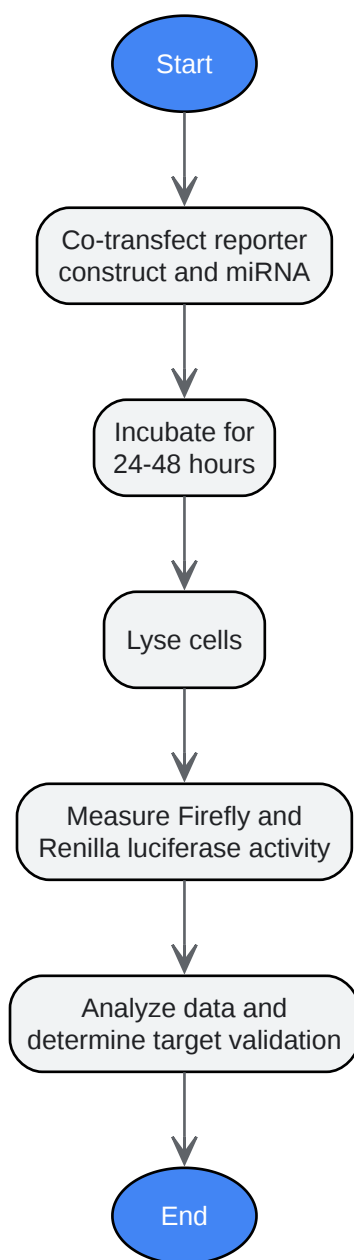 Start
Co-transfect reporter
construct and miRNA
Incubate for
24-48 hours
Lyse cells
Measure Firefly and
Renilla luciferase activity
Analyze data and
determine target validation
End